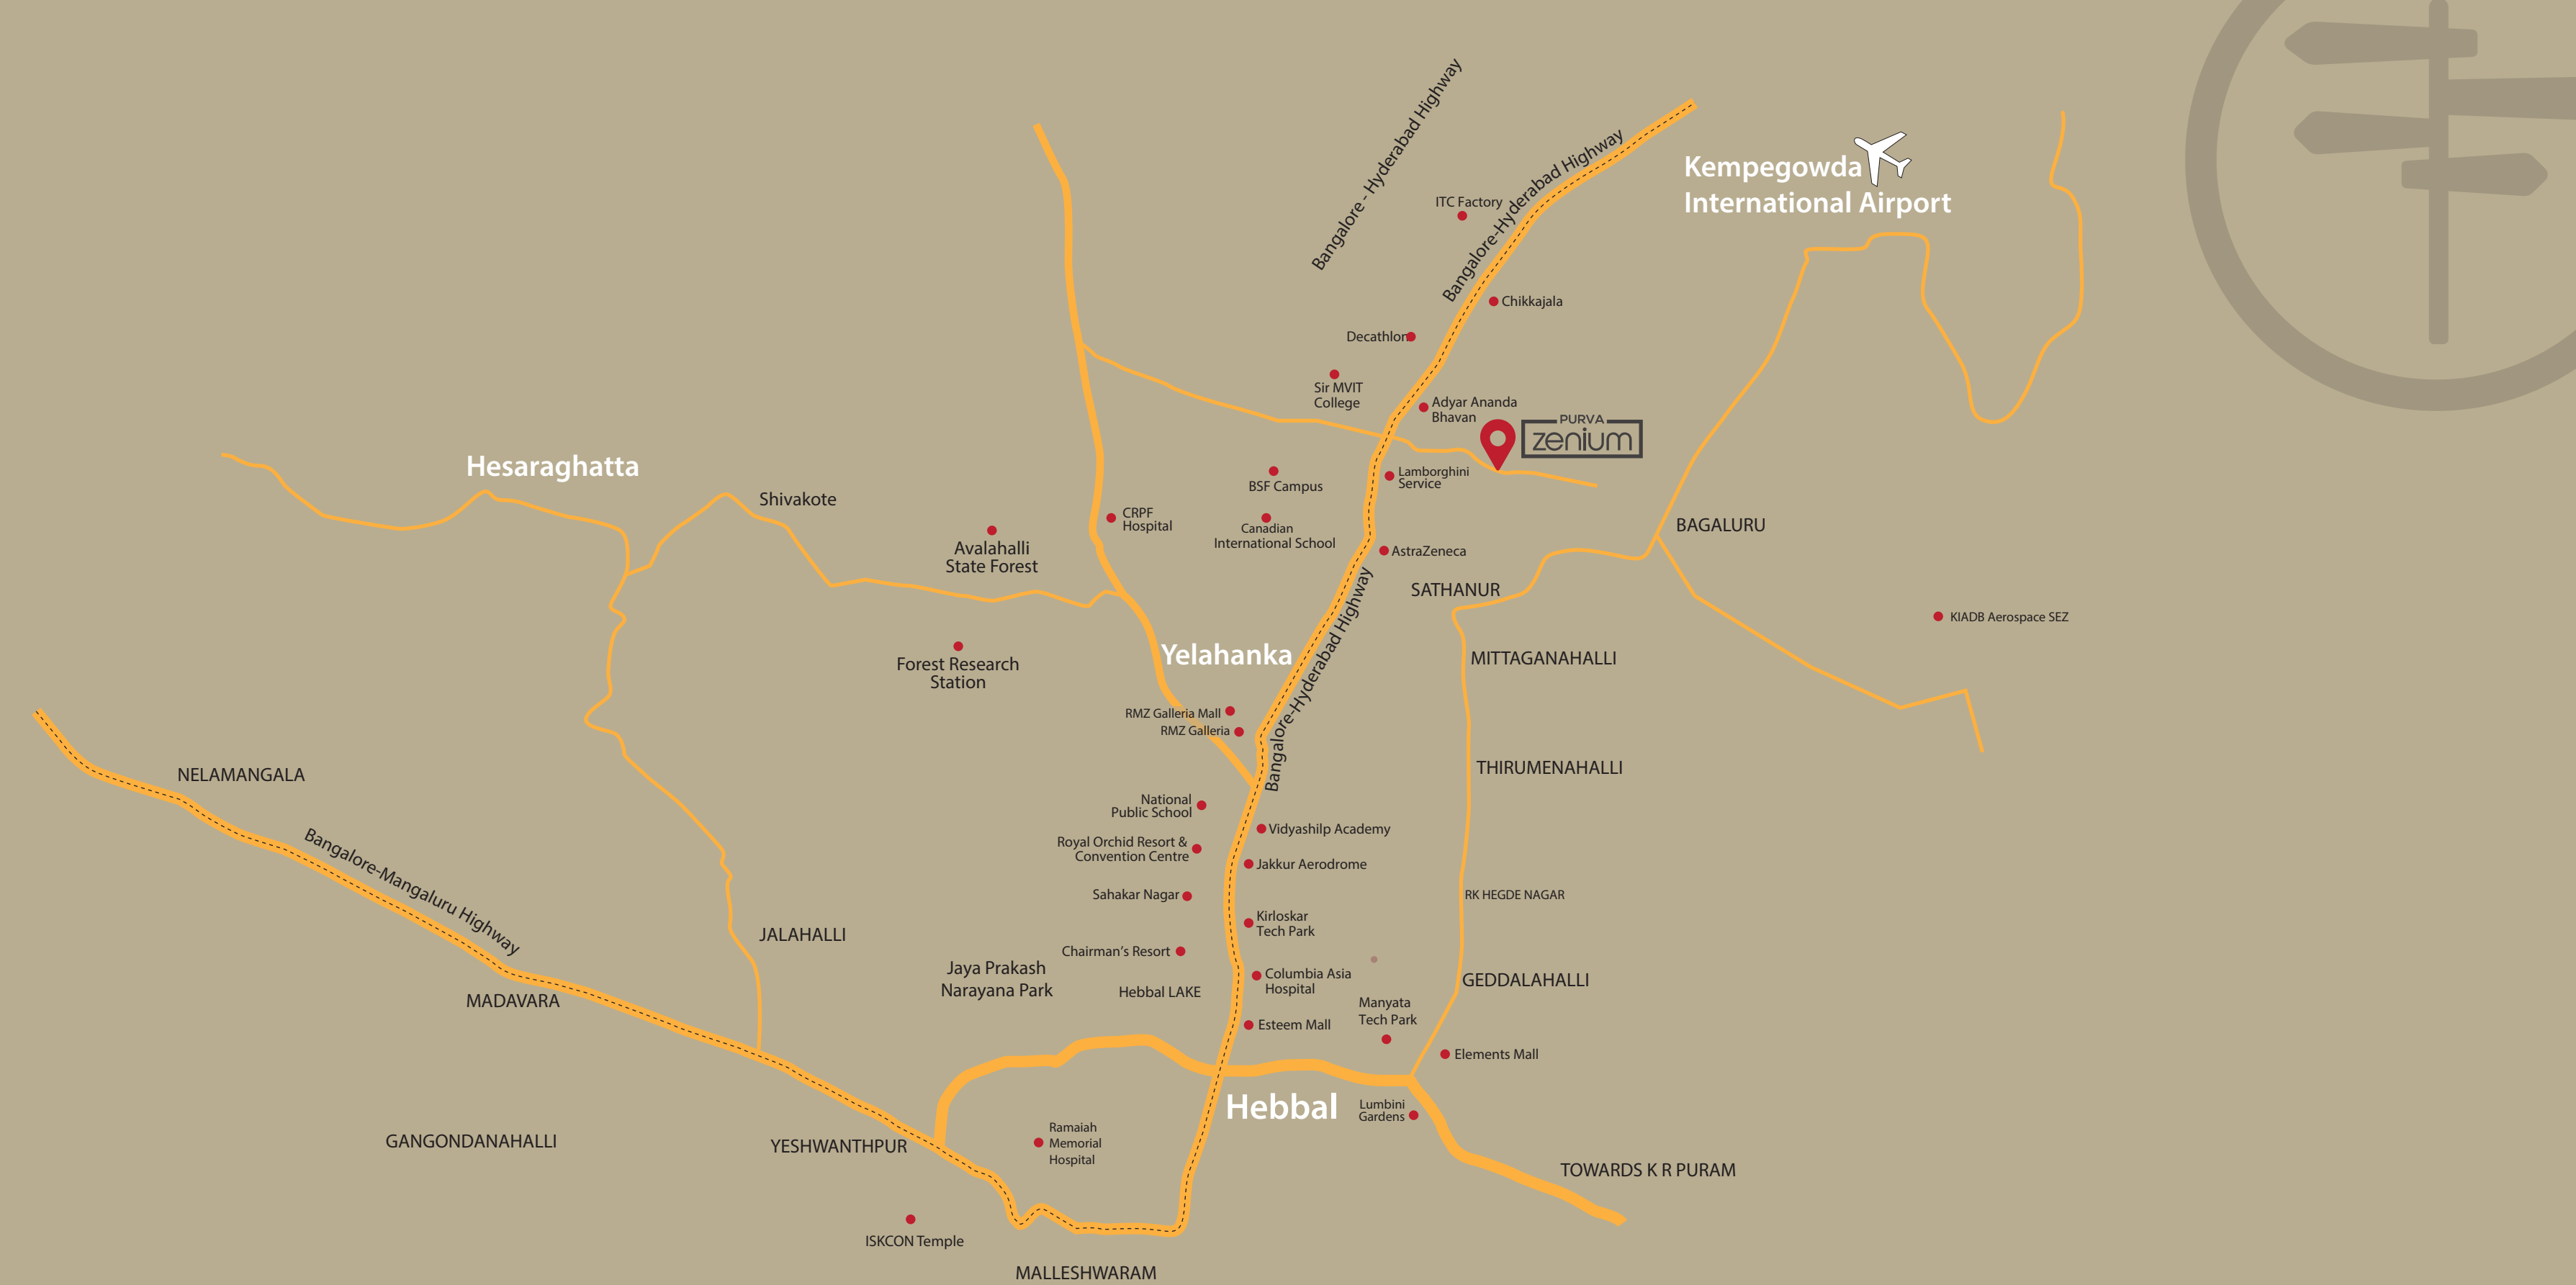 Bangalore - Hyderabad Highway
Bangalore-Hyderabad Highway
Kempegowda
International Airport
ITC Factory
Chikkajala
Decathlon
Sir MVIT
College
Adyar Ananda
Bhavan
PURVA
zenium
Hesaraghatta
Shivakote
BSF Campus
Lamborghini
Service
CRPF
Hospital
Canadian
International School
BAGALURU
Avalahalli
State Forest
AstraZeneca
SATHANUR
KIADB Aerospace SEZ
Bangalore-Hyderabad Highway
Yelahanka
MITTAGANAHALLI
Forest Research
Station
RMZ Galleria Mall
RMZ Galleria
NELAMANGALA
THIRUMENAHALLI
National
Public School
Vidyashilp Academy
Royal Orchid Resort &
Convention Centre
Jakkur Aerodrome
Bangalore-Mangaluru Highway
Sahakar Nagar
RK HEGDE NAGAR
Kirloskar
Tech Park
JALAHALLI
Chairman’s Resort
Jaya Prakash
Narayana Park
Columbia Asia
Hospital
GEDDALAHALLI
Hebbal LAKE
MADAVARA
Manyata
Tech Park
Esteem Mall
Elements Mall
Hebbal
Lumbini
Gardens
Ramaiah
Memorial
Hospital
GANGONDANAHALLI
YESHWANTHPUR
TOWARDS K R PURAM
ISKCON Temple
MALLESHWARAM